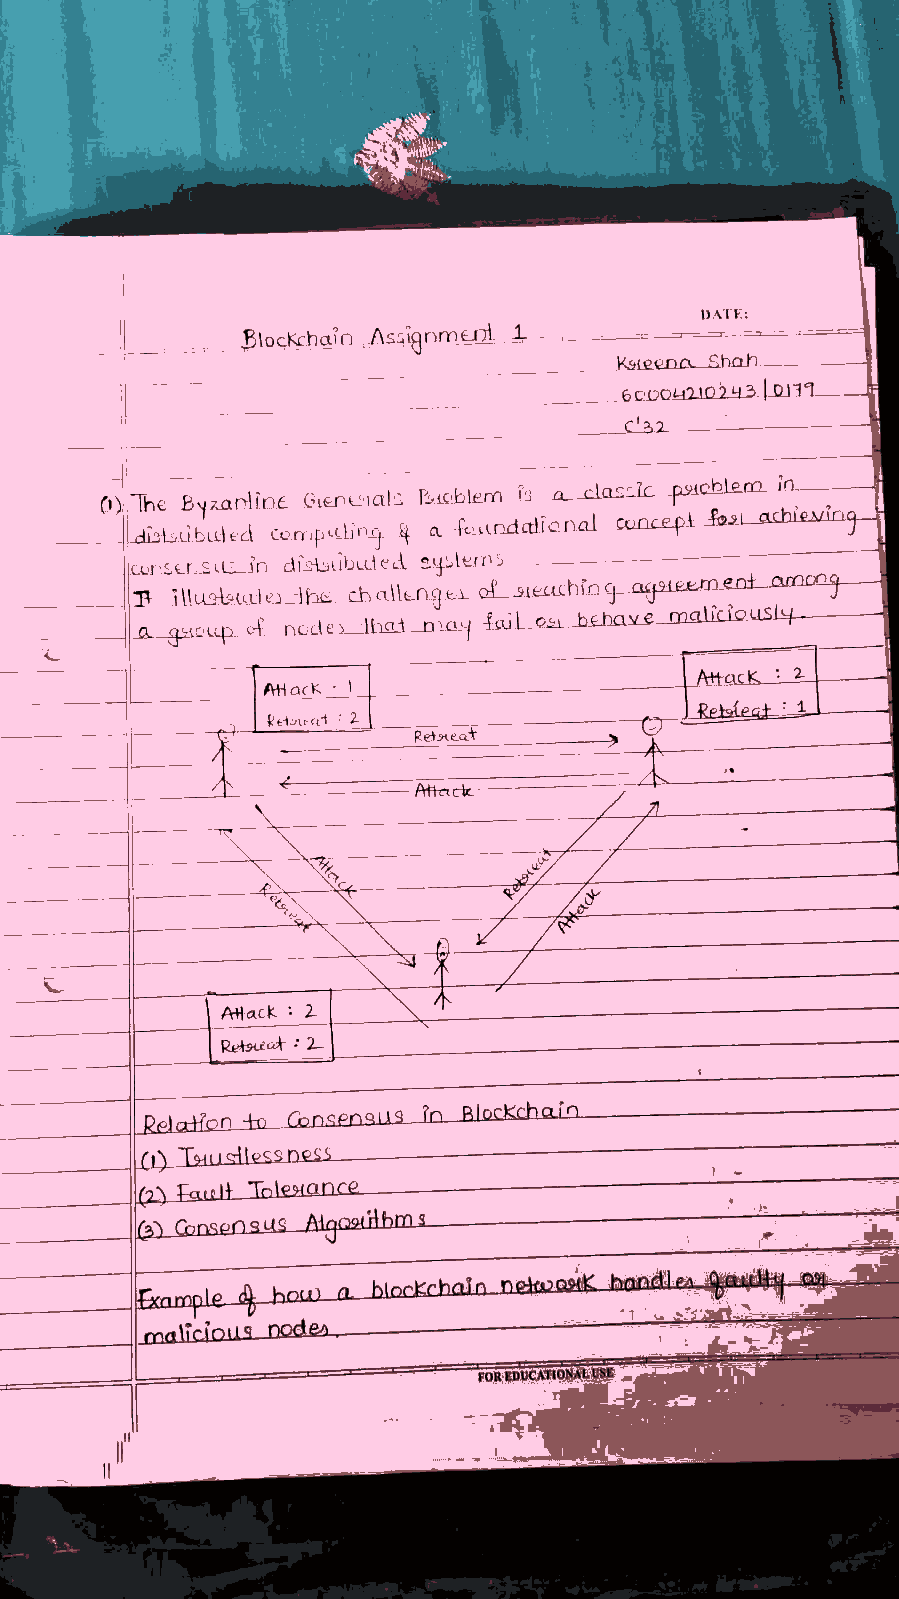 DATE:
Blockchain Assignment 1
Kreena Shah
60004210243/0179
C'32
(1) The Byzantine Generals Problem is a classic problem in
distributed computing & a foundational concept for achieving
consensus in distributed systems
It illustrates the challenges of reaching agreement among
a group of nodes that may fail or behave maliciously.
Attack : 1
Retreat : 2
Attack : 2
Retreat : 1
Retreat
Attack
Attack
Retreat
Retreat
Attack
Attack : 2
Retreat : 2
Relation to Consensus in Blockchain
(1) Trustlessness
(2) Fault Tolerance
(3) Consensus Algorithms
Example of how a blockchain network handles faulty or
malicious nodes.
FOR EDUCATIONAL USE